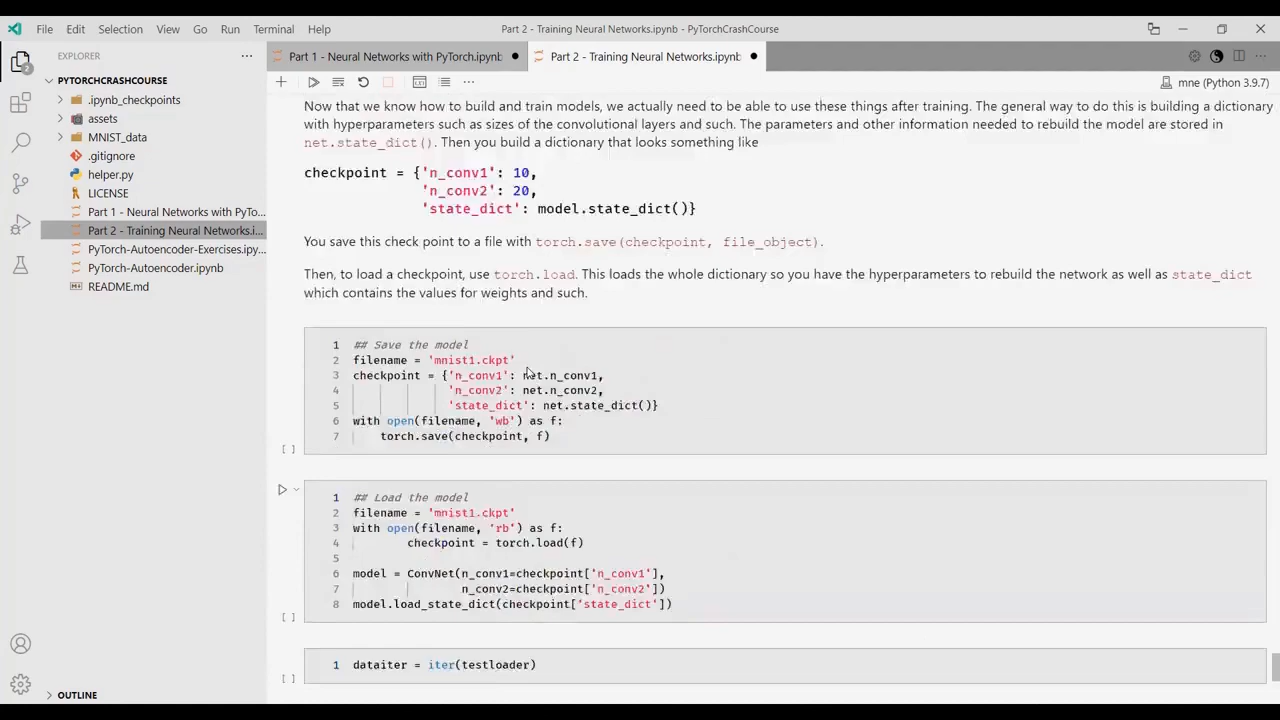 File Edit Selection View Go Run Terminal Help
Part 2 - Training Neural Networks.ipynb - PyTorchCrashCourse
EXPLORER
PYTORCHCRASHCOURSE
.ipynb_checkpoints
assets
MNIST_data
.gitignore
helper.py
LICENSE
Part 1 - Neural Networks with PyTo...
Part 2 - Training Neural Networks.i...
PyTorch-Autoencoder-Exercises.ipy...
PyTorch-Autoencoder.ipynb
README.md
OUTLINE
2
Part 1 - Neural Networks with PyTorch.ipynb
Part 2 - Training Neural Networks.ipynb
mne (Python 3.9.7)
Now that we know how to build and train models, we actually need to be able to use these things after training. The general way to do this is building a dictionary
with hyperparameters such as sizes of the convolutional layers and such. The parameters and other information needed to rebuild the model are stored in
net.state_dict(). Then you build a dictionary that looks something like
checkpoint = {'n_conv1': 10,
'n_conv2': 20,
'state_dict': model.state_dict()}
You save this check point to a file with torch.save(checkpoint, file_object).
Then, to load a checkpoint, use torch.load. This loads the whole dictionary so you have the hyperparameters to rebuild the network as well as state_dict
which contains the values for weights and such.
1 ## Save the model
2 filename = 'mnist1.ckpt'
3 checkpoint = {'n_conv1': net.n_conv1,
4 'n_conv2': net.n_conv2,
5 'state_dict': net.state_dict()}
6 with open(filename, 'wb') as f:
7 torch.save(checkpoint, f)
[ ]
1 ## Load the model
2 filename = 'mnist1.ckpt'
3 with open(filename, 'rb') as f:
4 checkpoint = torch.load(f)
5
6 model = ConvNet(n_conv1=checkpoint['n_conv1'],
7 n_conv2=checkpoint['n_conv2'])
8 model.load_state_dict(checkpoint['state_dict'])
[ ]
1 dataiter = iter(testloader)
[ ]